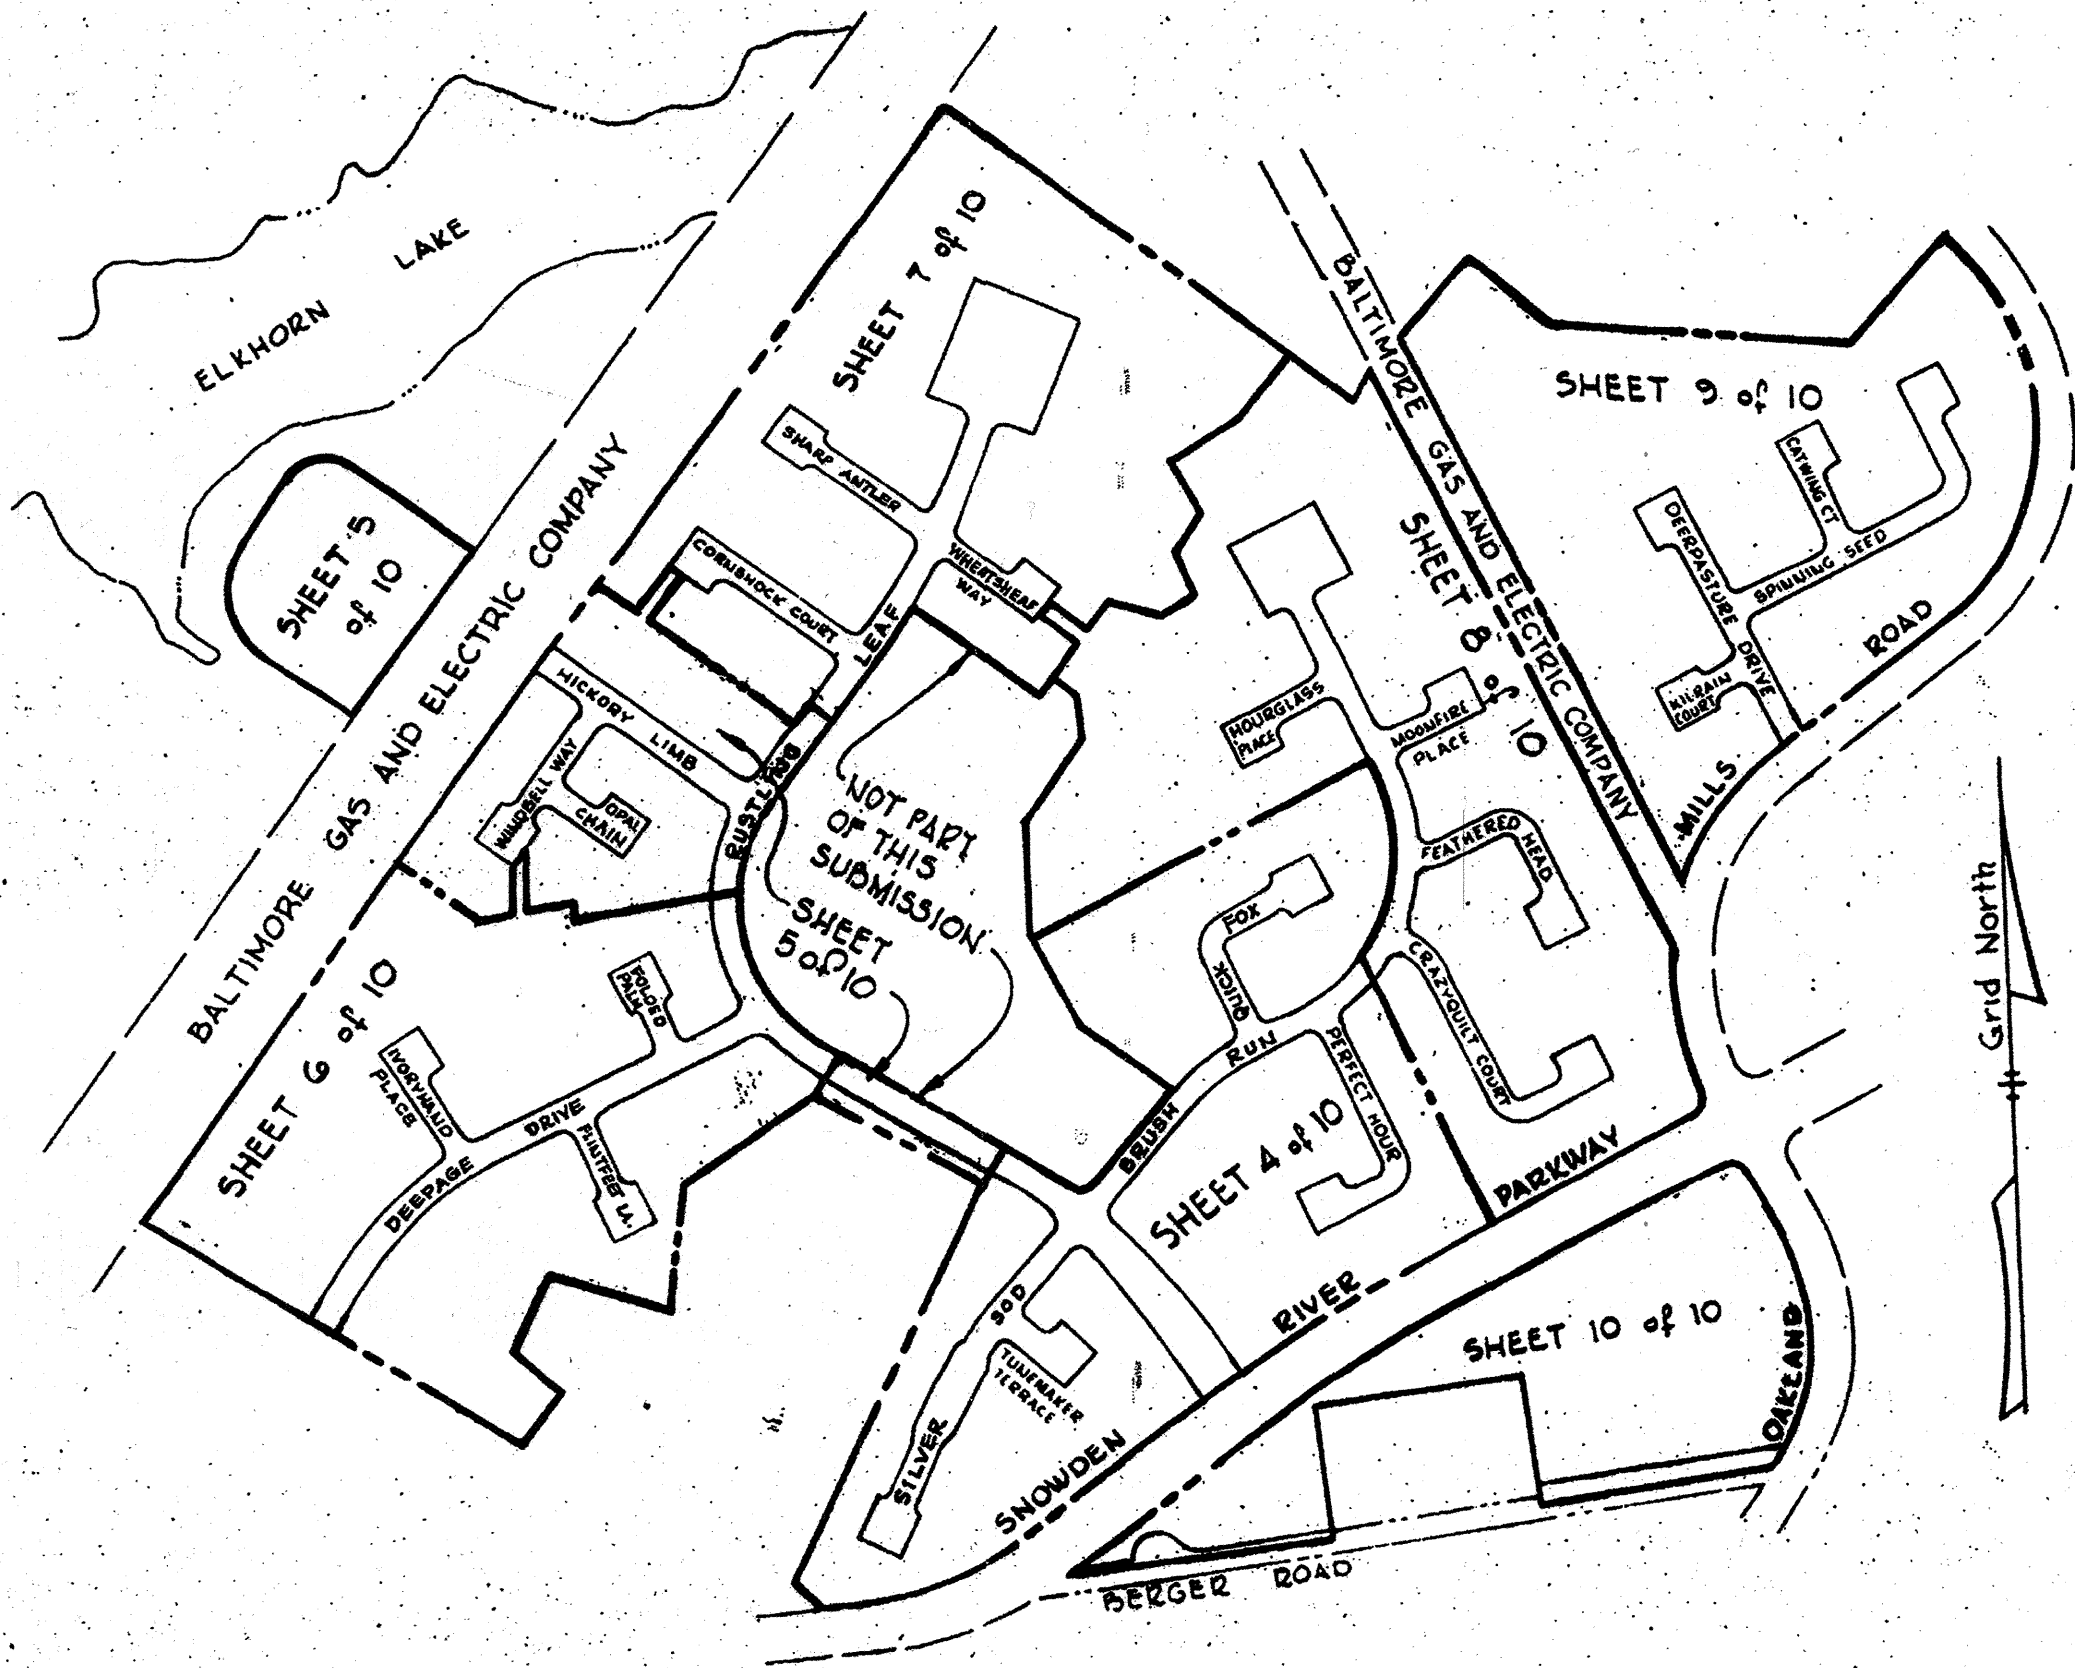 ELKHORN LAKE
SHEET 7 of 10
BALTIMORE GAS AND ELECTRIC COMPANY
SHEET 9 of 10
SHARP ANTLER
CATWING CT
SHEET 5
of 10
BALTIMORE GAS AND ELECTRIC COMPANY
CORNSHOCK COURT
WHEATSHEAF
WAY
LEAF
SHEET 8 of 10
DEERPASTURE DRIVE
SPINNING SEED
ROAD
HICKORY LIMB
HOURGLASS
PLACE
MOONFIRE
PLACE
KILRAIN
COURT
WINDBELL WAY
OPAL
CHAIN
RUSTLING
NOT PART
OF THIS
SUBMISSION
SHEET
5 of 10
MILLS
FEATHERED HEAD
Grid North
SHEET 6 of 10
FOLDED
PALM
QUICK FOX
CRAZYQUILT COURT
IVORYHAND
PLACE
DEEPAGE DRIVE
FLINTFEET LA.
BRUSH RUN
PERFECT HOUR
SHEET 4 of 10
SNOWDEN RIVER PARKWAY
SILVER SOD
TUNEMAKER
TERRACE
SHEET 10 of 10
OAKLAND
BERGER ROAD